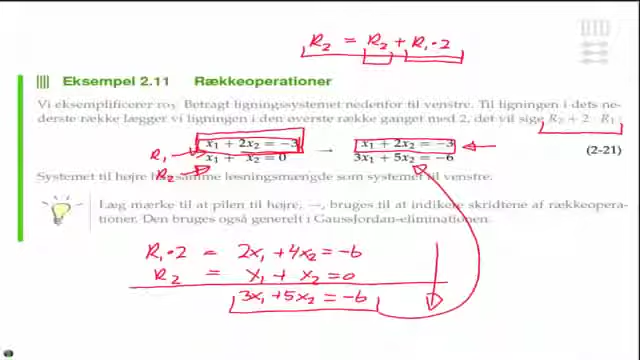 R₂ = R₂ + R₁·2
Eksempel 2.11 Rækkeoperationer
Vi eksemplificerer roy. Betragt ligningssystemet nedenfor til venstre. Til ligningen i dets ne-
derste række lægger vi ligningen i den øverste række ganget med 2, det vil sige R₂ + 2 · R₁:
R₁ → x₁ + 2x₂ = −3 → x₁ + 2x₂ = −3 ←
R₂ → x₁ + x₂ = 0 3x₁ + 5x₂ = −6 (2-21)
Systemet til højre har samme løsningsmængde som systemet til venstre.
Læg mærke til at pilen til højre, →, bruges til at indikere skridtene af rækkeopera-
tioner. Den bruges også generelt i GaussJordan-eliminationen.
R₁·2 = 2x₁ + 4x₂ = −6
R₂ = x₁ + x₂ = 0
3x₁ + 5x₂ = −6